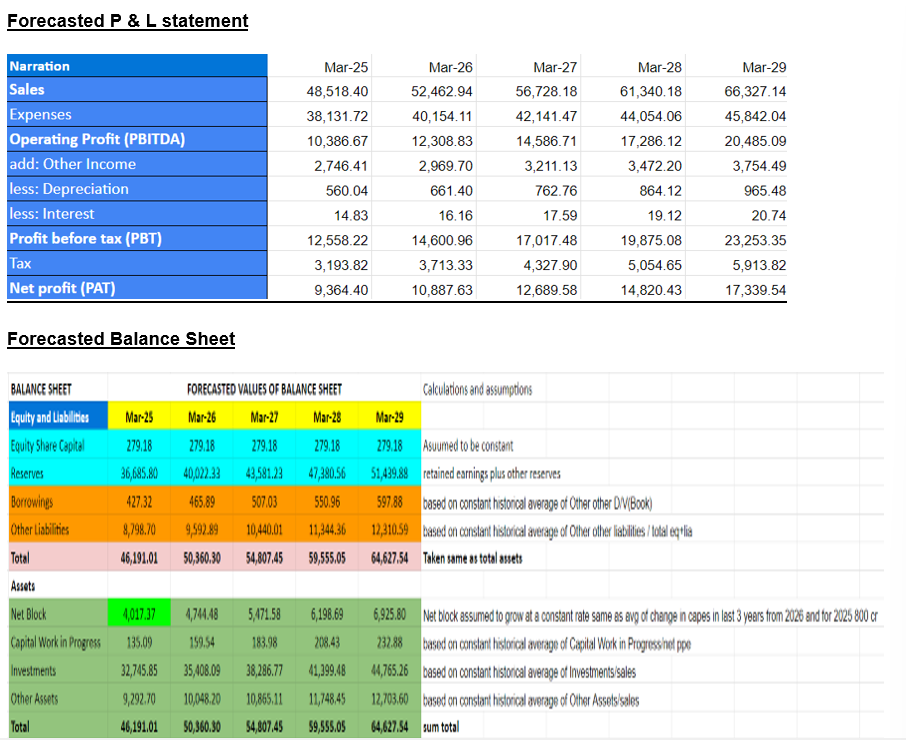 Forecasted P & L statement
Narration Mar-25 Mar-26 Mar-27 Mar-28 Mar-29
Sales 48,518.40 52,462.94 56,728.18 61,340.18 66,327.14
Expenses 38,131.72 40,154.11 42,141.47 44,054.06 45,842.04
Operating Profit (PBITDA) 10,386.67 12,308.83 14,586.71 17,286.12 20,485.09
add: Other Income 2,746.41 2,969.70 3,211.13 3,472.20 3,754.49
less: Depreciation 560.04 661.40 762.76 864.12 965.48
less: Interest 14.83 16.16 17.59 19.12 20.74
Profit before tax (PBT) 12,558.22 14,600.96 17,017.48 19,875.08 23,253.35
Tax 3,193.82 3,713.33 4,327.90 5,054.65 5,913.82
Net profit (PAT) 9,364.40 10,887.63 12,689.58 14,820.43 17,339.54
Forecasted Balance Sheet
BALANCE SHEET FORECASTED VALUES OF BALANCE SHEET Calculations and assumptions
Equity and Liabilities Mar-25 Mar-26 Mar-27 Mar-28 Mar-29
Equity Share Capital 279.18 279.18 279.18 279.18 279.18 Asuumed to be constant
Reserves 36,685.80 40,022.33 43,581.23 47,380.56 51,439.88 retained earnings plus other reserves
Borrowings 427.32 465.89 507.03 550.96 597.88 based on constant historical average of Other other D/V(Book)
Other Liabilities 8,798.70 9,592.89 10,440.01 11,344.36 12,310.59 based on constant historical average of Other other liabilities / total eq+lia
Total 46,191.01 50,360.30 54,807.45 59,555.05 64,627.54 Taken same as total assets
Assets
Net Block 4,017.37 4,744.48 5,471.58 6,198.69 6,925.80 Net block assumed to grow at a constant rate same as avg of change in capes in last 3 years from 2026 and for 2025 800 cr
Capital Work in Progress 135.09 159.54 183.98 208.43 232.88 based on constant historical average of Capital Work in Progress/net ppe
Investments 32,745.85 35,408.09 38,286.77 41,399.48 44,765.26 based on constant historical average of Investments/sales
Other Assets 9,292.70 10,048.20 10,865.11 11,748.45 12,703.60 based on constant historical average of Other Assets/sales
Total 46,191.01 50,360.30 54,807.45 59,555.05 64,627.54 sum total